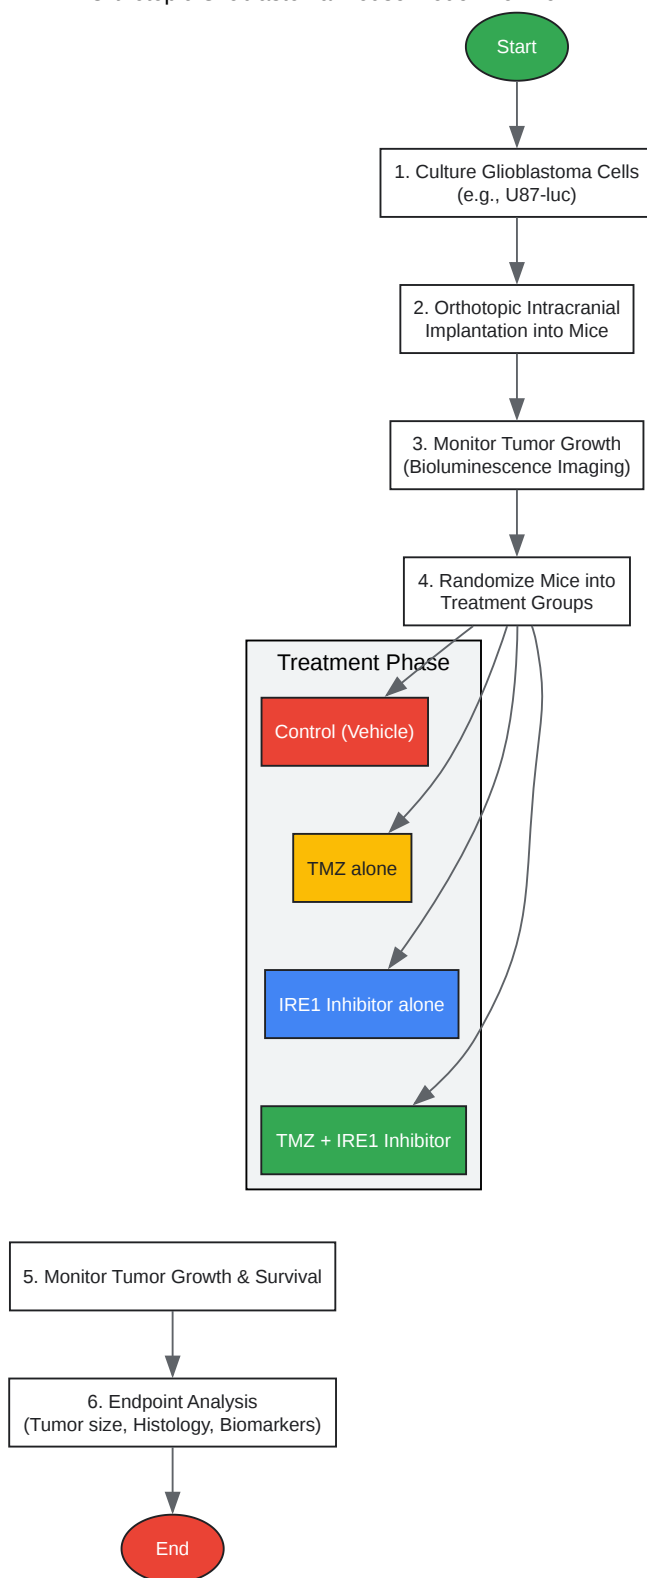 Start
1. Culture Glioblastoma Cells
(e.g., U87-luc)
2. Orthotopic Intracranial
Implantation into Mice
3. Monitor Tumor Growth
(Bioluminescence Imaging)
4. Randomize Mice into
Treatment Groups
Treatment Phase
Control (Vehicle)
TMZ alone
IRE1 Inhibitor alone
TMZ + IRE1 Inhibitor
5. Monitor Tumor Growth & Survival
6. Endpoint Analysis
(Tumor size, Histology, Biomarkers)
End